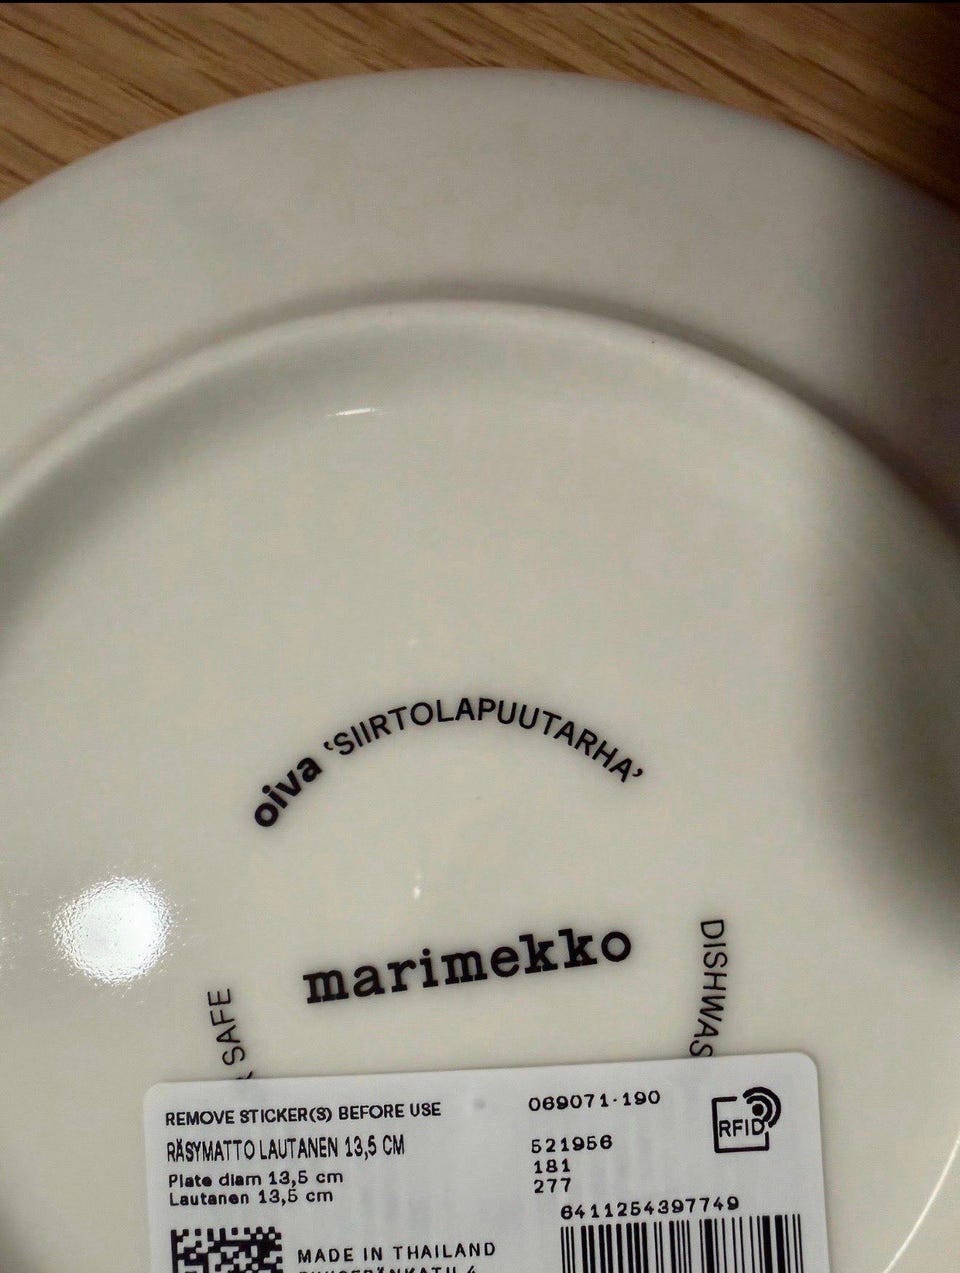 oiva ‘SIIRTOLAPUUTARHA’
marimekko
DISHWAS
SAFE
REMOVE STICKER(S) BEFORE USE
RÄSYMATTO LAUTANEN 13,5 CM
Plate diam 13,5 cm
Lautanen 13,5 cm
069071-190
521956
181
277
6411254397749
RFID
MADE IN THAILAND